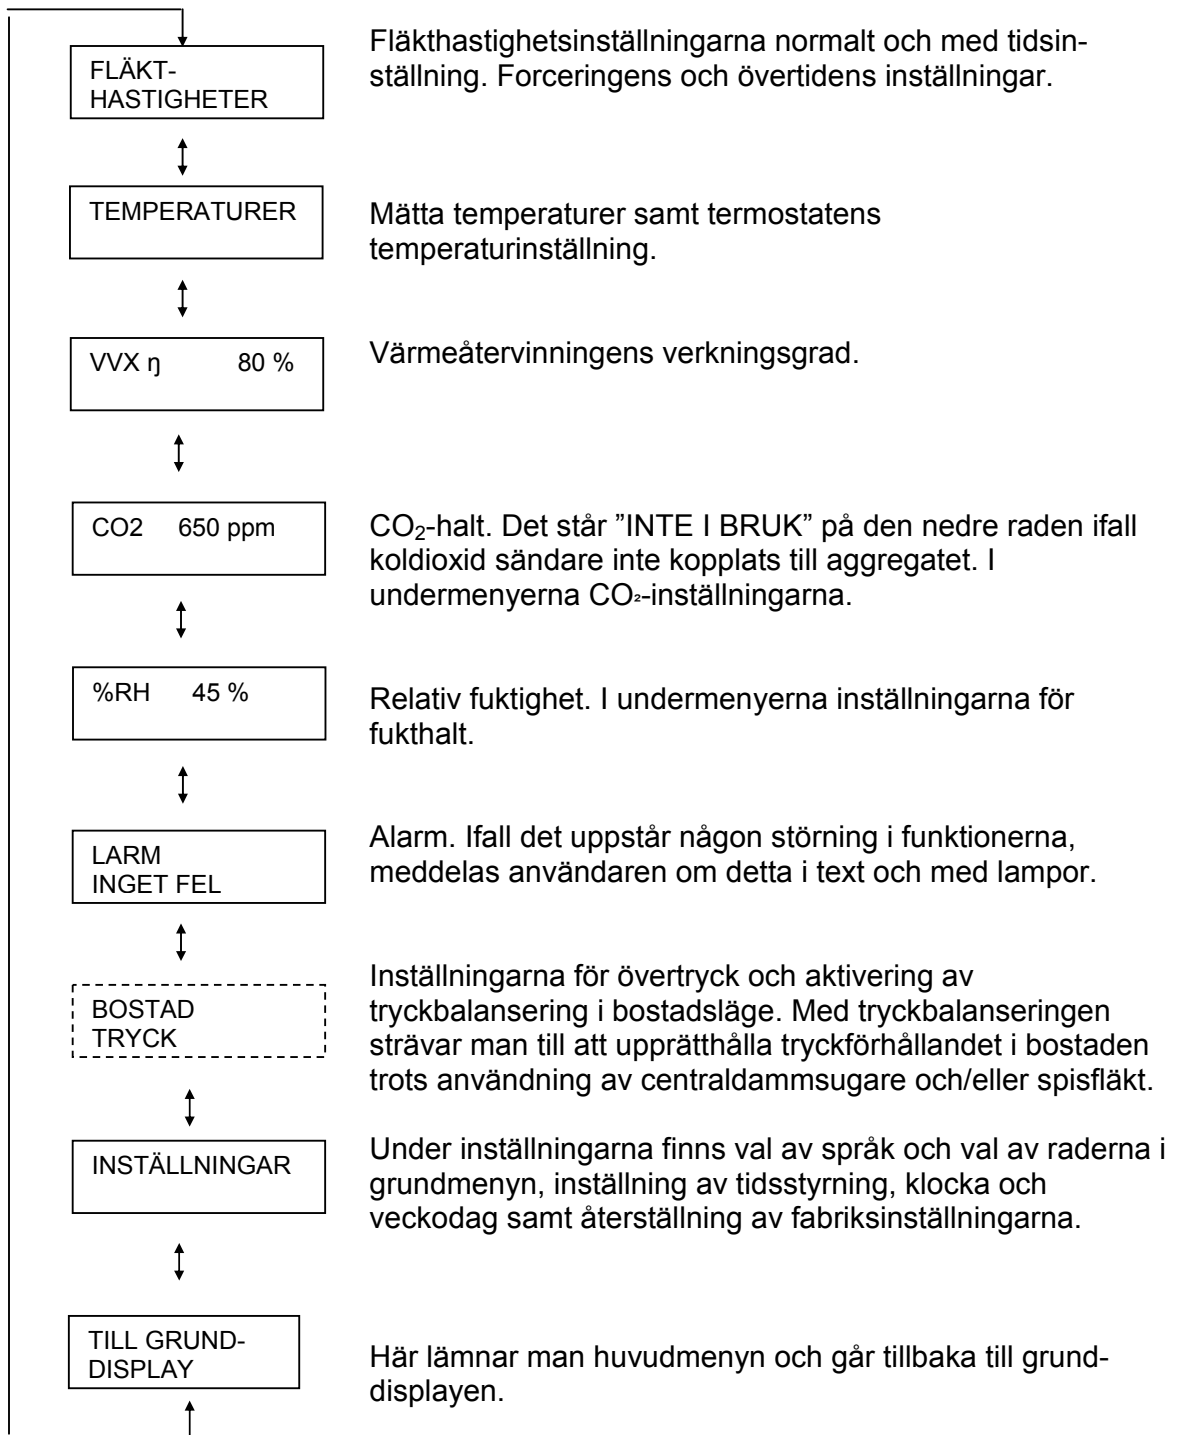 FLÄKT-
HASTIGHETER
Fläkthastighetsinställningarna normalt och med tidsin-
ställning. Forceringens och övertidens inställningar.
TEMPERATURER
Mätta temperaturer samt termostatens
temperaturinställning.
VVX ŋ 80 %
Värmeåtervinningens verkningsgrad.
CO2 650 ppm
CO₂-halt. Det står ”INTE I BRUK” på den nedre raden ifall
koldioxid sändare inte kopplats till aggregatet. I
undermenyerna CO₂-inställningarna.
%RH 45 %
Relativ fuktighet. I undermenyerna inställningarna för
fukthalt.
LARM
INGET FEL
Alarm. Ifall det uppstår någon störning i funktionerna,
meddelas användaren om detta i text och med lampor.
BOSTAD
TRYCK
Inställningarna för övertryck och aktivering av
tryckbalansering i bostadsläge. Med tryckbalanseringen
strävar man till att upprätthålla tryckförhållandet i bostaden
trots användning av centraldammsugare och/eller spisfläkt.
INSTÄLLNINGAR
Under inställningarna finns val av språk och val av raderna i
grundmenyn, inställning av tidsstyrning, klocka och
veckodag samt återställning av fabriksinställningarna.
TILL GRUND-
DISPLAY
Här lämnar man huvudmenyn och går tillbaka till grund-
displayen.